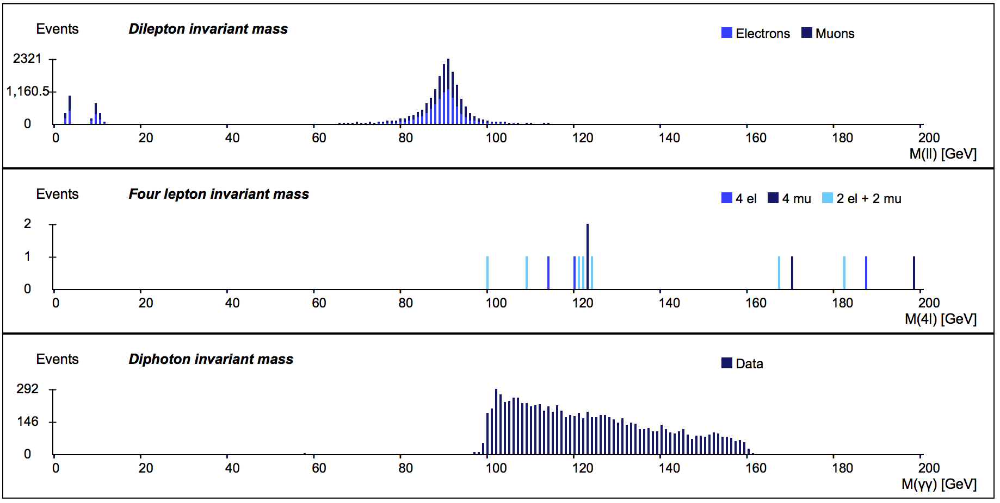 Events Dilepton invariant mass Electrons Muons
2321
1,160.5
0
0 20 40 60 80 100 120 140 160 180 200
M(ll) [GeV]
Events Four lepton invariant mass 4 el 4 mu 2 el + 2 mu
2
1
0
0 20 40 60 80 100 120 140 160 180 200
M(4l) [GeV]
Events Diphoton invariant mass Data
292
146
0
0 20 40 60 80 100 120 140 160 180 200
M(γγ) [GeV]